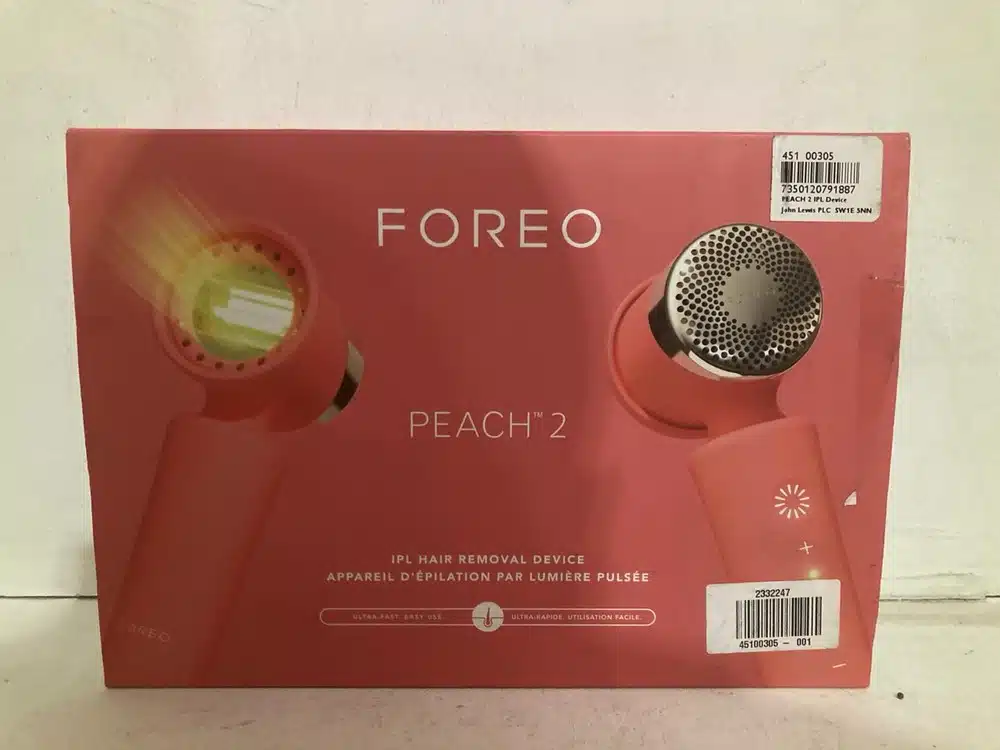 451 00305
7350120791887
PEACH 2 IPL Device
John Lewis PLC SW1E 5NN
FOREO
PEACH™ 2
IPL HAIR REMOVAL DEVICE
APPAREIL D'ÉPILATION PAR LUMIÈRE PULSÉE
ULTRA-FAST. EASY USE. ULTRA-RAPIDE. UTILISATION FACILE.
2332247
45100305 - 001
FOREO